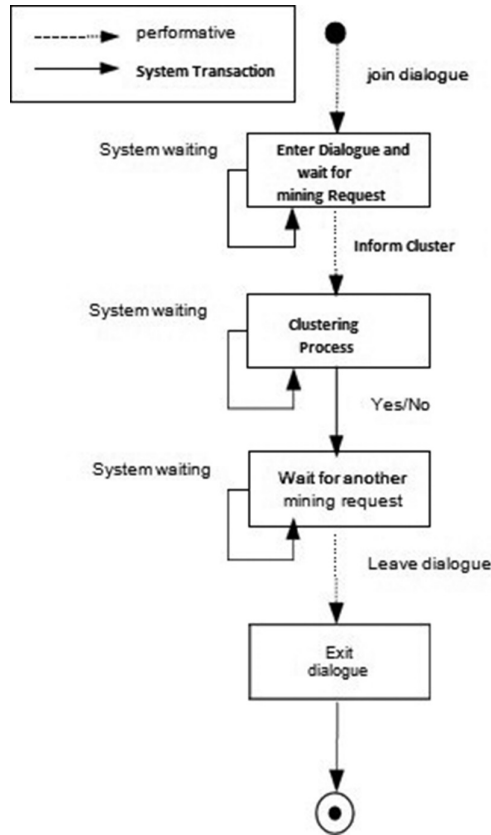 performative
System Transaction
join dialogue
System waiting
Enter Dialogue and
wait for
mining Request
Inform Cluster
System waiting
Clustering
Process
Yes/No
System waiting
Wait for another
mining request
Leave dialogue
Exit
dialogue